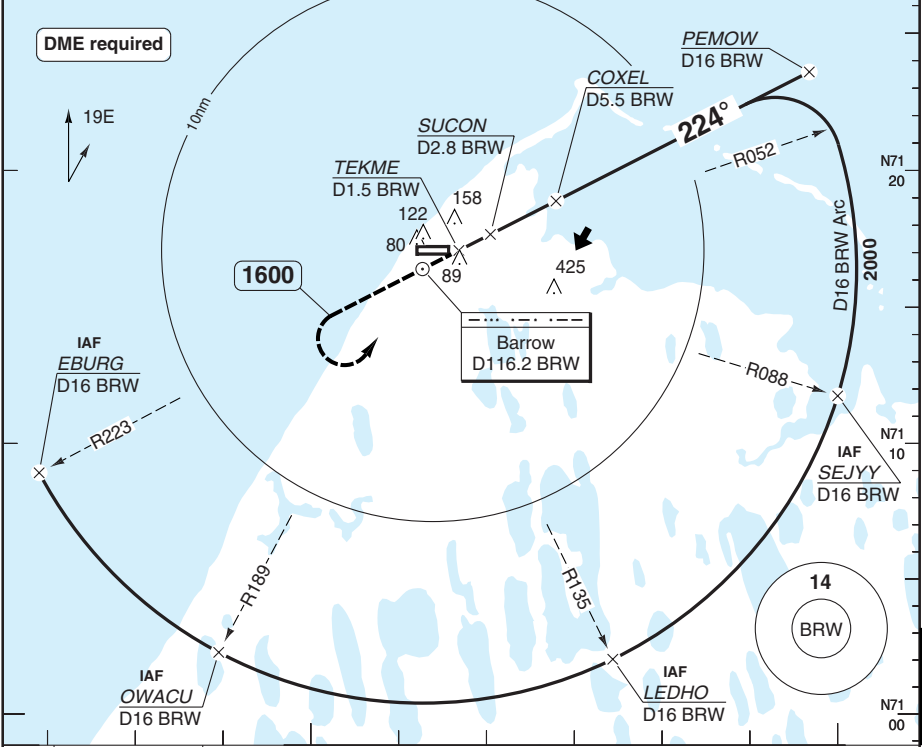 DME required
19E
10nm
PEMOW
D16 BRW
COXEL
D5.5 BRW
224°
SUCON
D2.8 BRW
R052
N71
20
TEKME
D1.5 BRW
158
122
80
89
425
1600
D16 BRW Arc
2000
Barrow
D116.2 BRW
IAF
EBURG
D16 BRW
R223
R088
N71
10
IAF
SEJYY
D16 BRW
R189
R135
14
BRW
IAF
OWACU
D16 BRW
IAF
LEDHO
D16 BRW
N71
00